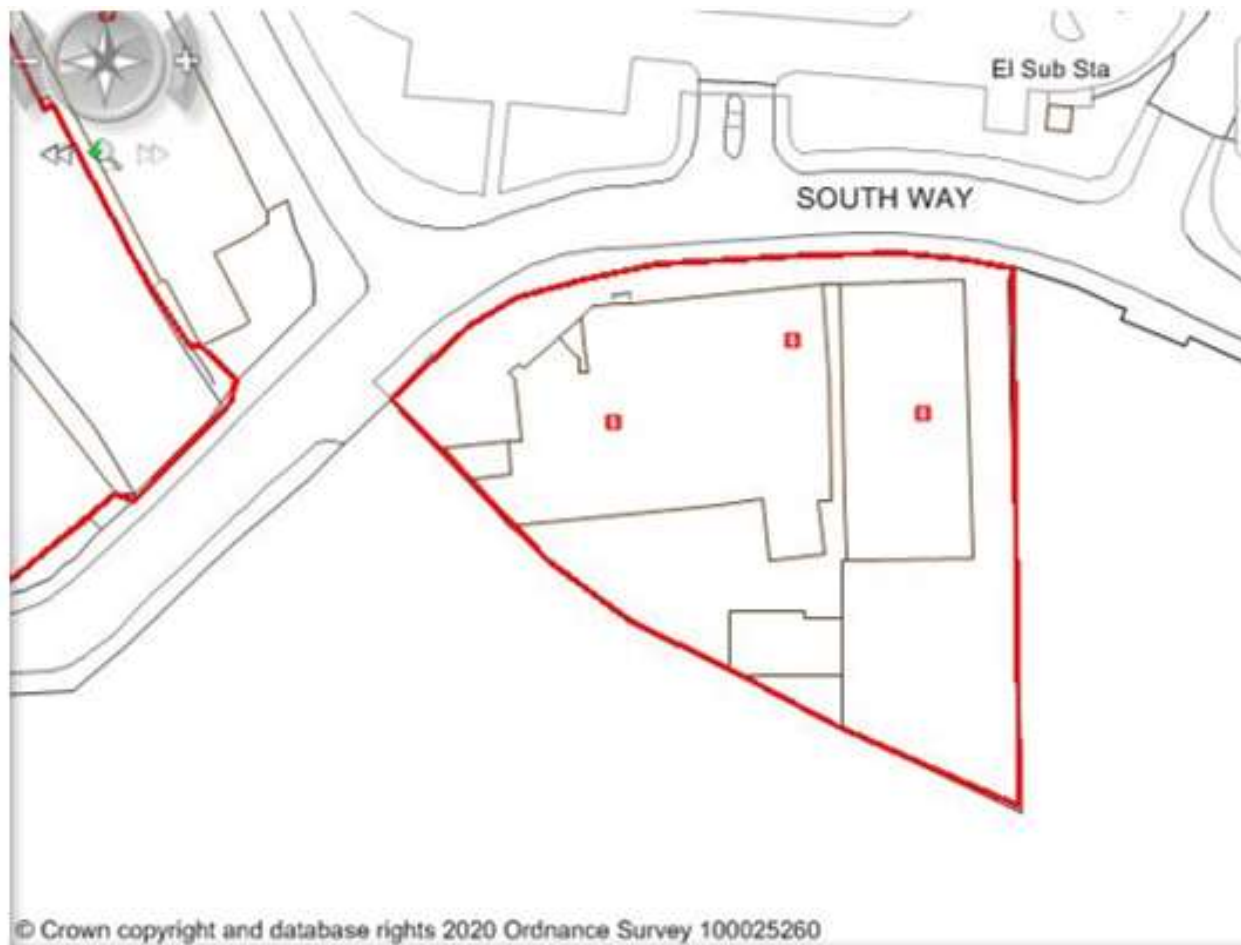 El Sub Sta
SOUTH WAY
© Crown copyright and database rights 2020 Ordnance Survey 100025260